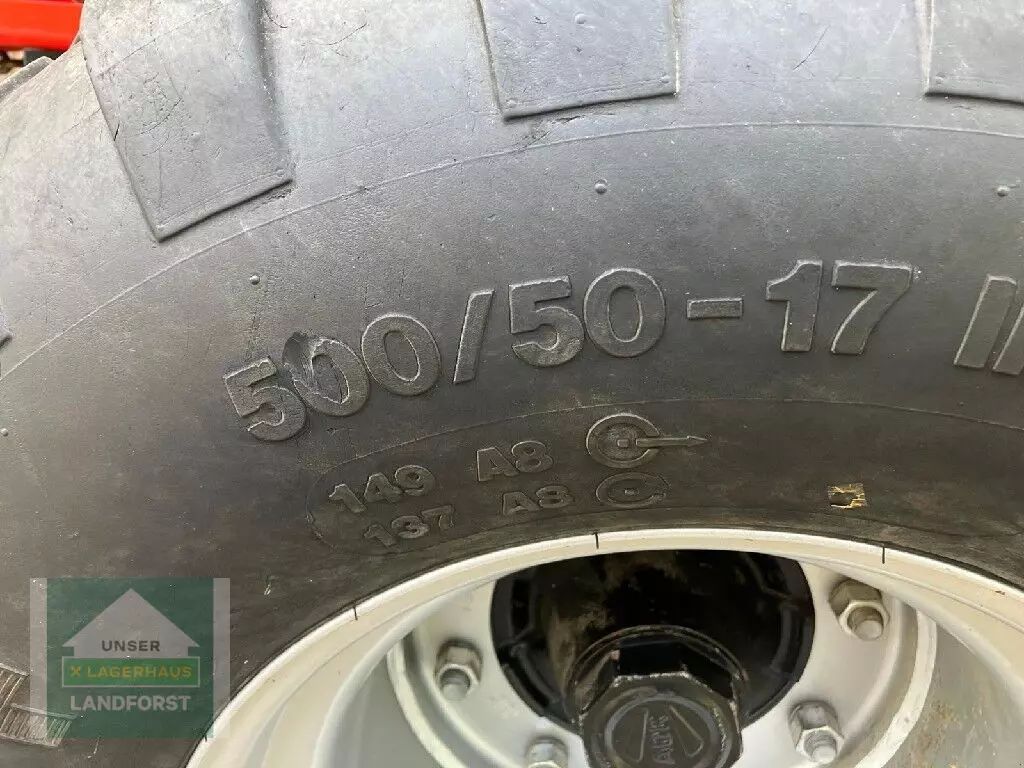 500/50-17
149 A8
137 A8
UNSER
X LAGERHAUS
LANDFORST